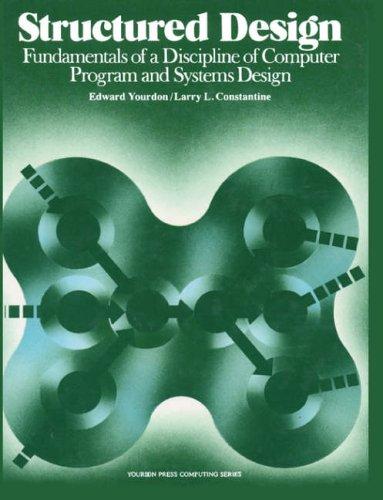 Structured Design
Fundamentals of a Discipline of Computer
Program and Systems Design
Edward Yourdon/Larry L. Constantine
YOURDON PRESS COMPUTING SERIES